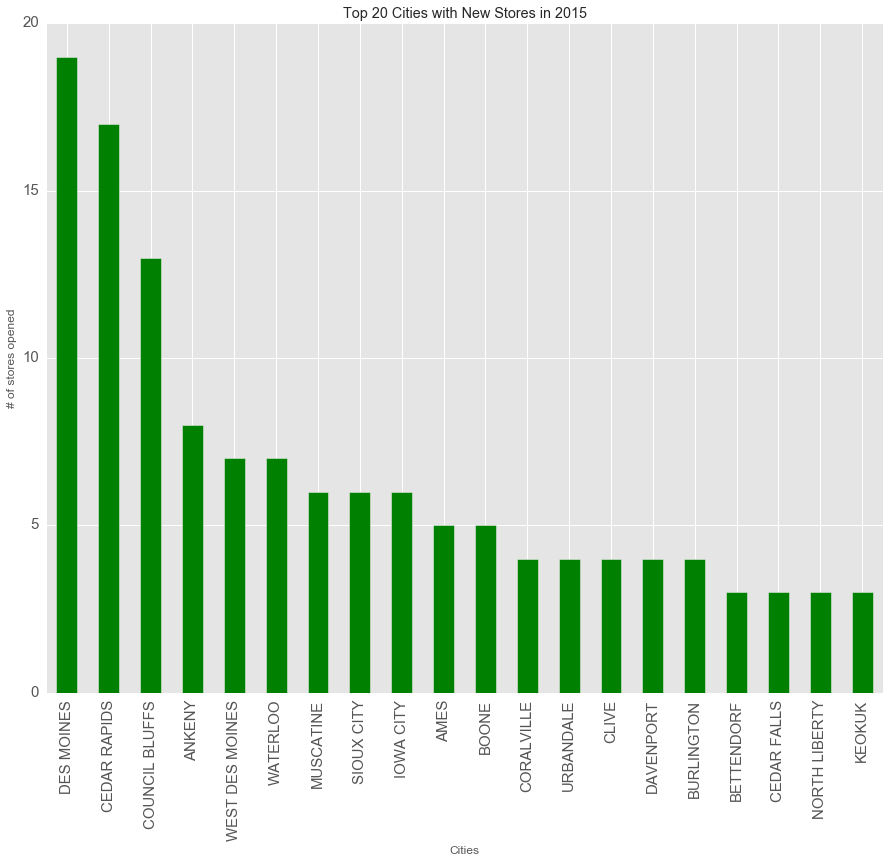 Top 20 Cities with New Stores in 2015
20
15
10
5
0
# of stores opened
DES MOINES
CEDAR RAPIDS
COUNCIL BLUFFS
ANKENY
WEST DES MOINES
WATERLOO
MUSCATINE
SIOUX CITY
IOWA CITY
AMES
BOONE
CORALVILLE
URBANDALE
CLIVE
DAVENPORT
BURLINGTON
BETTENDORF
CEDAR FALLS
NORTH LIBERTY
KEOKUK
Cities